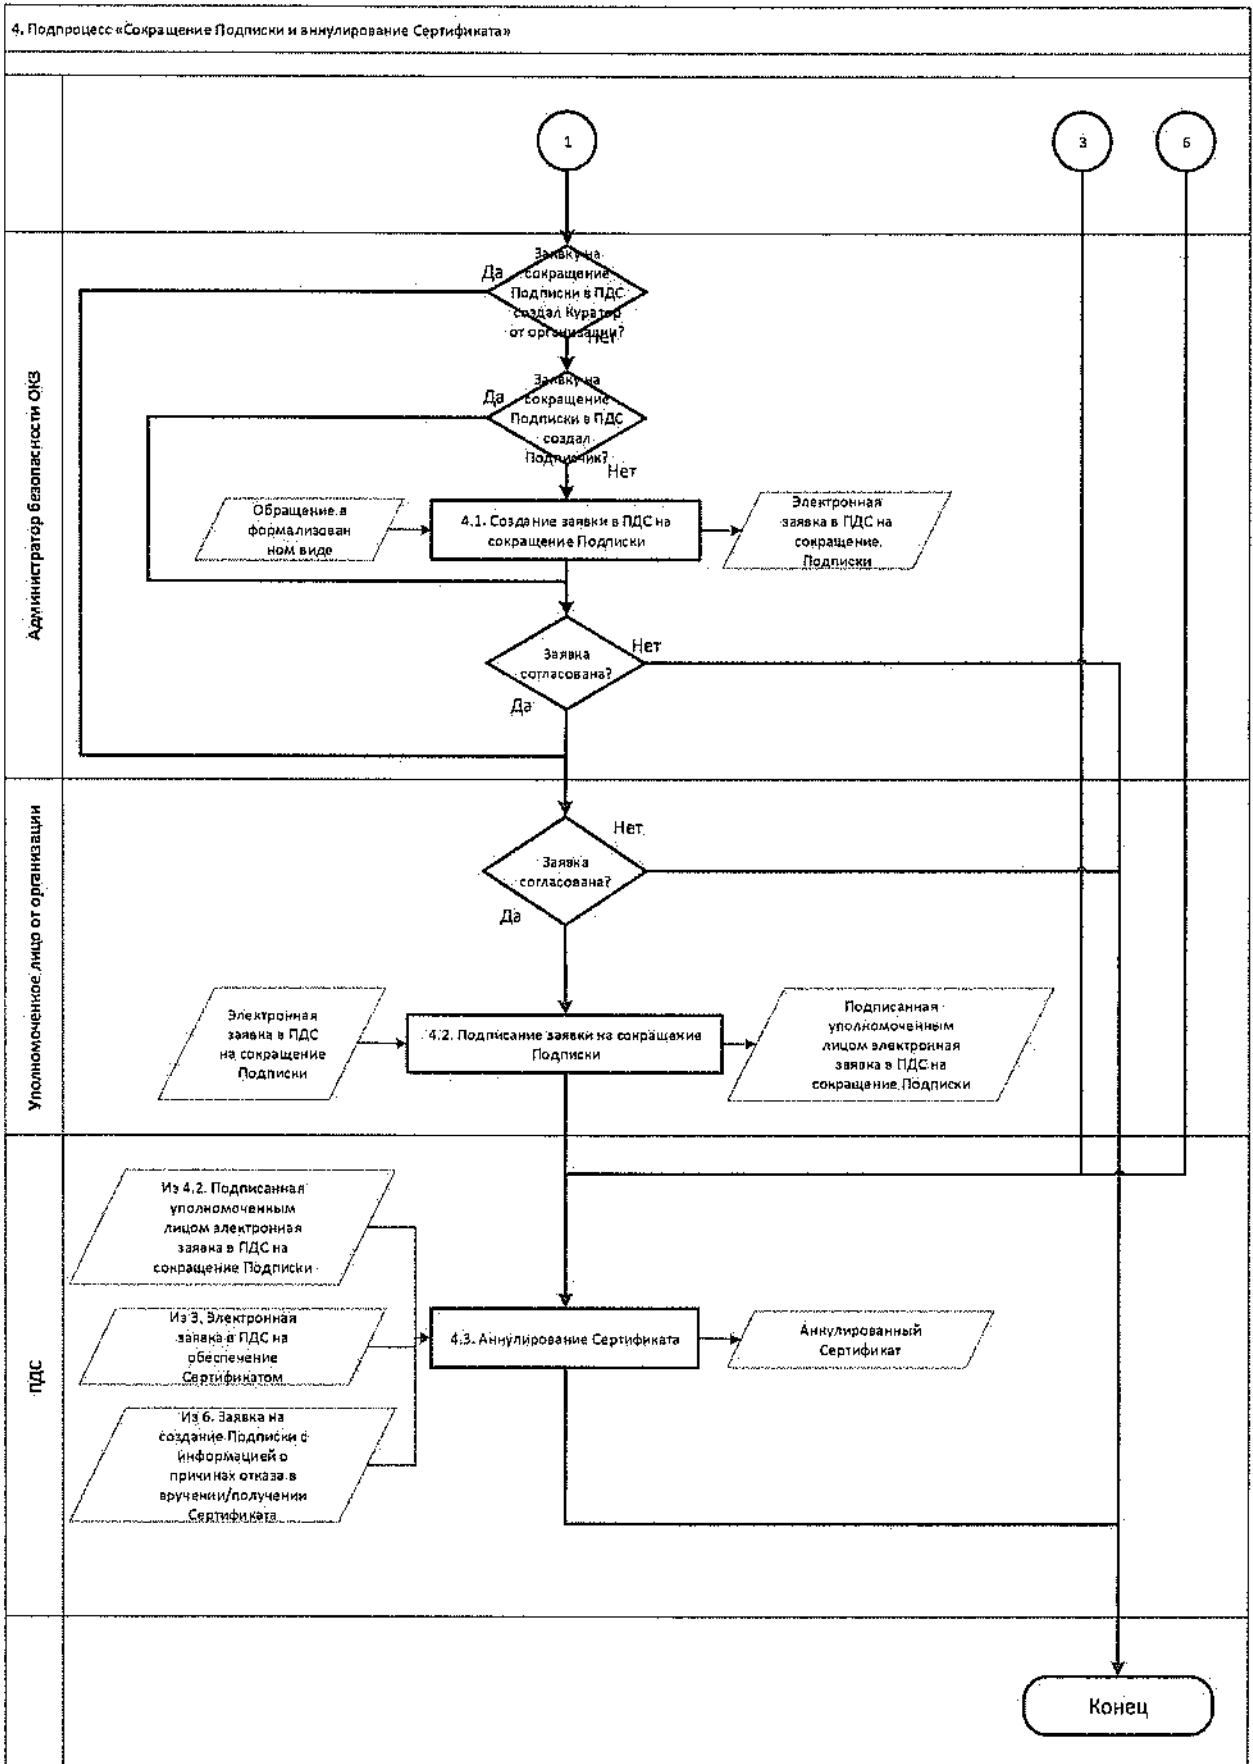 4. Подпроцесс «Сокращение Подписки и аннулирование Сертификата»
1
3
6
Администратор безопасности ОКЗ
Заявку на
сокращение
Подписки в ПДС
создал Куратор
от организации?
Да
Нет
Заявку на
сокращение
Подписки в ПДС
создал
Подписчик?
Да
Нет
Обращение в
формализован
ном виде
4.1. Создание заявки в ПДС на
сокращение Подписки
Электронная
заявка в ПДС на
сокращение
Подписки
Заявка
согласована?
Нет
Да
Уполномоченное лицо от организации
Заявка
согласована?
Нет
Да
Электронная
заявка в ПДС
на сокращение
Подписки
4.2. Подписание заявки на сокращение
Подписки
Подписанная
уполномоченным
лицом электронная
заявка в ПДС на
сокращение Подписки
ПДС
Из 4.2. Подписанная
уполномоченным
лицом электронная
заявка в ПДС на
сокращение Подписки
Из 3. Электронная
заявка в ПДС на
обеспечение
Сертификатом
Из 6. Заявка на
создание Подписки с
информацией о
причинах отказа в
вручении/получении
Сертификата
4.3. Аннулирование Сертификата
Аннулированный
Сертификат
Конец